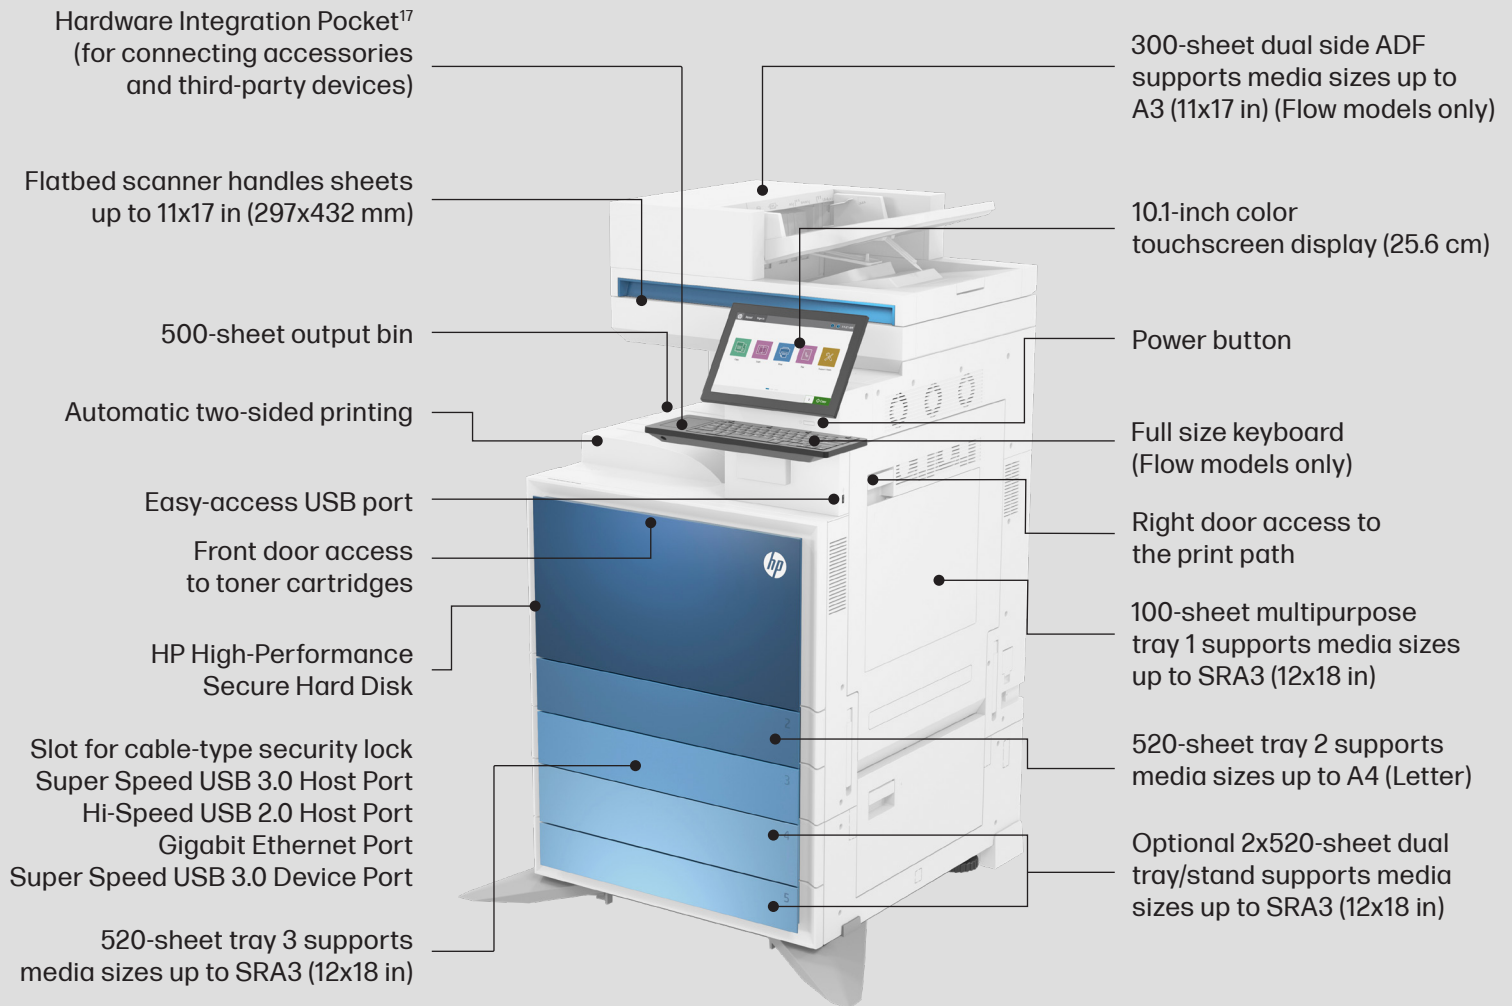 Hardware Integration Pocket17
(for connecting accessories
and third-party devices)
Flatbed scanner handles sheets
up to 11x17 in (297x432 mm)
500-sheet output bin
Automatic two-sided printing
Easy-access USB port
Front door access
to toner cartridges
HP High-Performance
Secure Hard Disk
Slot for cable-type security lock
Super Speed USB 3.0 Host Port
Hi-Speed USB 2.0 Host Port
Gigabit Ethernet Port
Super Speed USB 3.0 Device Port
520-sheet tray 3 supports
media sizes up to SRA3 (12x18 in)
hp
2
3
4
5
300-sheet dual side ADF
supports media sizes up to
A3 (11x17 in) (Flow models only)
10.1-inch color
touchscreen display (25.6 cm)
Power button
Full size keyboard
(Flow models only)
Right door access to
the print path
100-sheet multipurpose
tray 1 supports media sizes
up to SRA3 (12x18 in)
520-sheet tray 2 supports
media sizes up to A4 (Letter)
Optional 2x520-sheet dual
tray/stand supports media
sizes up to SRA3 (12x18 in)